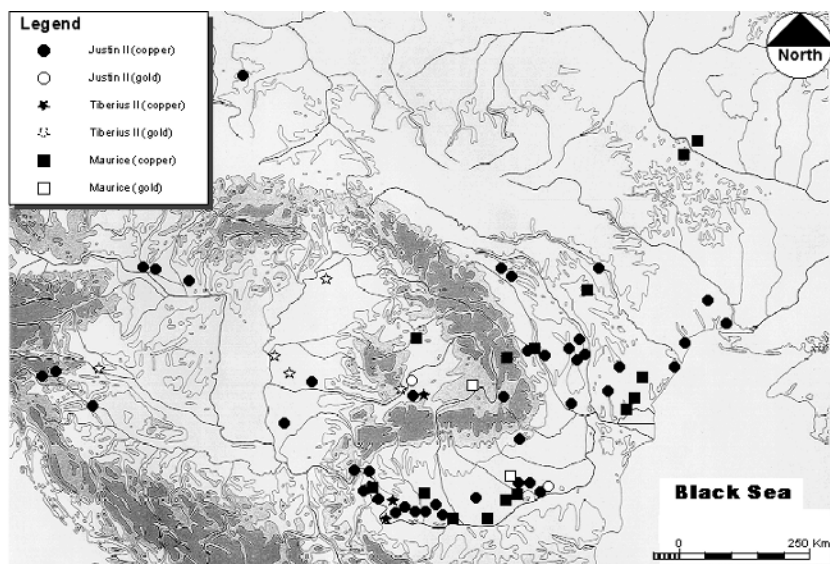 Legend
Justin II (copper)
Justin II (gold)
Tiberius II (copper)
Tiberius II (gold)
Maurice (copper)
Maurice (gold)
North
Black Sea
0 250 Km